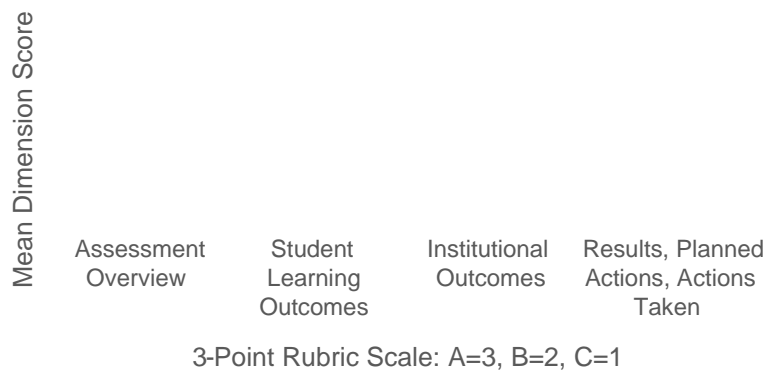 Mean Dimension Score
Assessment
Overview
Student
Learning
Outcomes
Institutional
Outcomes
Results, Planned
Actions, Actions
Taken
3-Point Rubric Scale: A=3, B=2, C=1